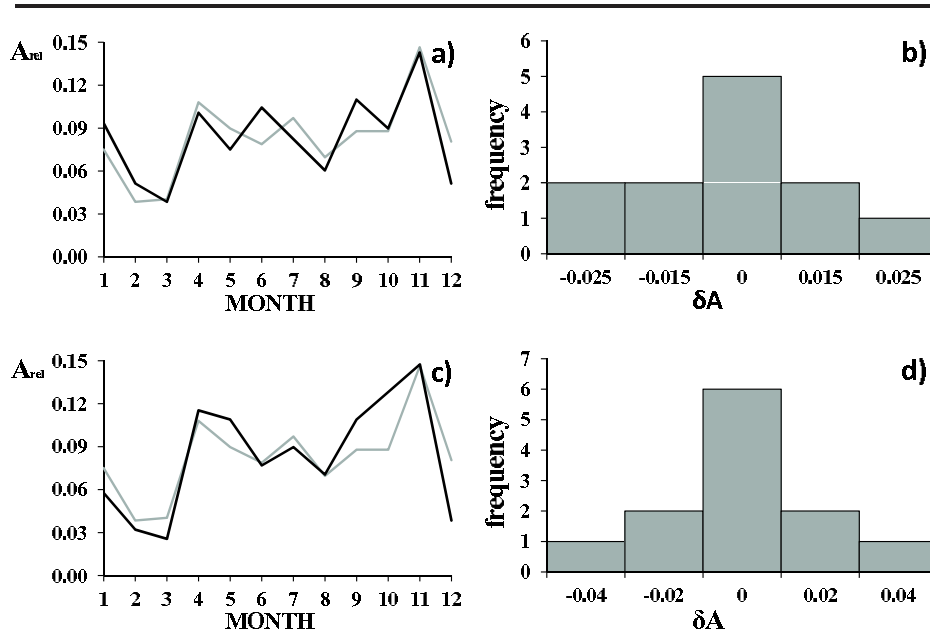 a)
A rel
0.15
0.12
0.09
0.06
0.03
0.00
1 2 3 4 5 6 7 8 9 10 11 12
MONTH
b)
frequency
6
5
4
3
2
1
0
-0.025 -0.015 0 0.015 0.025
δA
c)
A rel
0.15
0.12
0.09
0.06
0.03
0.00
1 2 3 4 5 6 7 8 9 10 11 12
MONTH
d)
frequency
7
6
5
4
3
2
1
0
-0.04 -0.02 0 0.02 0.04
δA